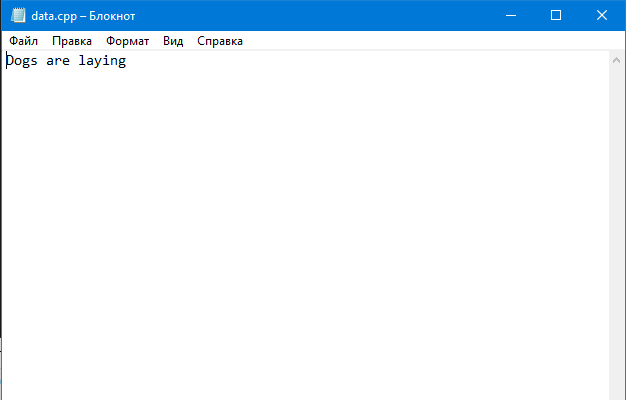 data.cpp – Блокнот
Файл Правка Формат Вид Справка
Dogs are laying